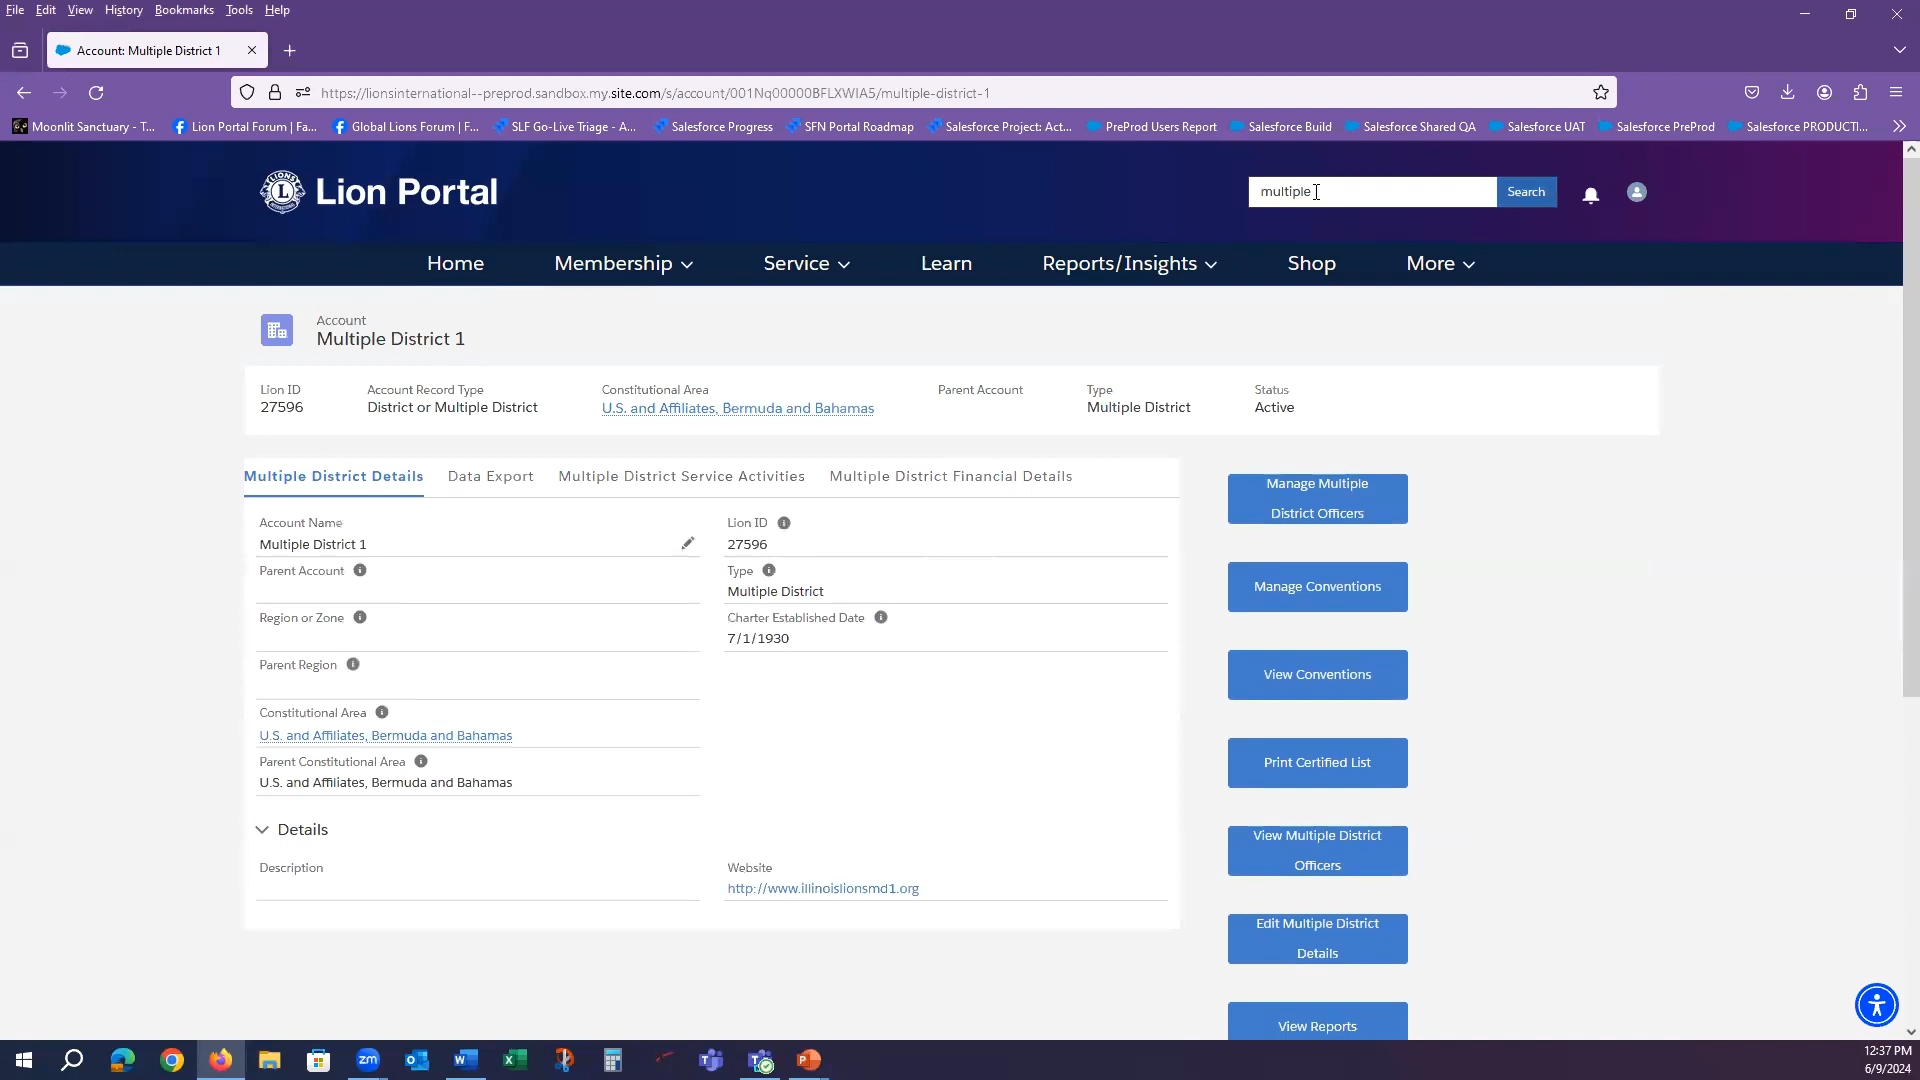 File Edit View History Bookmarks Tools Help
Account: Multiple District 1
https://lionsinternational--preprod.sandbox.my.site.com/s/account/001Nq00000BFLXWIA5/multiple-district-1
Moonlit Sanctuary - T... Lion Portal Forum | Fa... Global Lions Forum | F... SLF Go-Live Triage - A... Salesforce Progress SFN Portal Roadmap Salesforce Project: Act... PreProd Users Report Salesforce Build Salesforce Shared QA Salesforce UAT Salesforce PreProd Salesforce PRODUCTI...
LIONS
L
Lion Portal
multiple
Search
Home Membership Service Learn Reports/Insights Shop More
Account
Multiple District 1
Lion ID Account Record Type Constitutional Area Parent Account Type Status
27596 District or Multiple District U.S. and Affiliates, Bermuda and Bahamas Multiple District Active
Multiple District Details Data Export Multiple District Service Activities Multiple District Financial Details
Account Name
Multiple District 1
Lion ID
27596
Parent Account
Type
Multiple District
Region or Zone
Charter Established Date
7/1/1930
Parent Region
Constitutional Area
U.S. and Affiliates, Bermuda and Bahamas
Parent Constitutional Area
U.S. and Affiliates, Bermuda and Bahamas
Details
Description
Website
http://www.illinoislionsmd1.org
Manage Multiple
District Officers
Manage Conventions
View Conventions
Print Certified List
View Multiple District
Officers
Edit Multiple District
Details
View Reports
zm
12:37 PM
6/9/2024